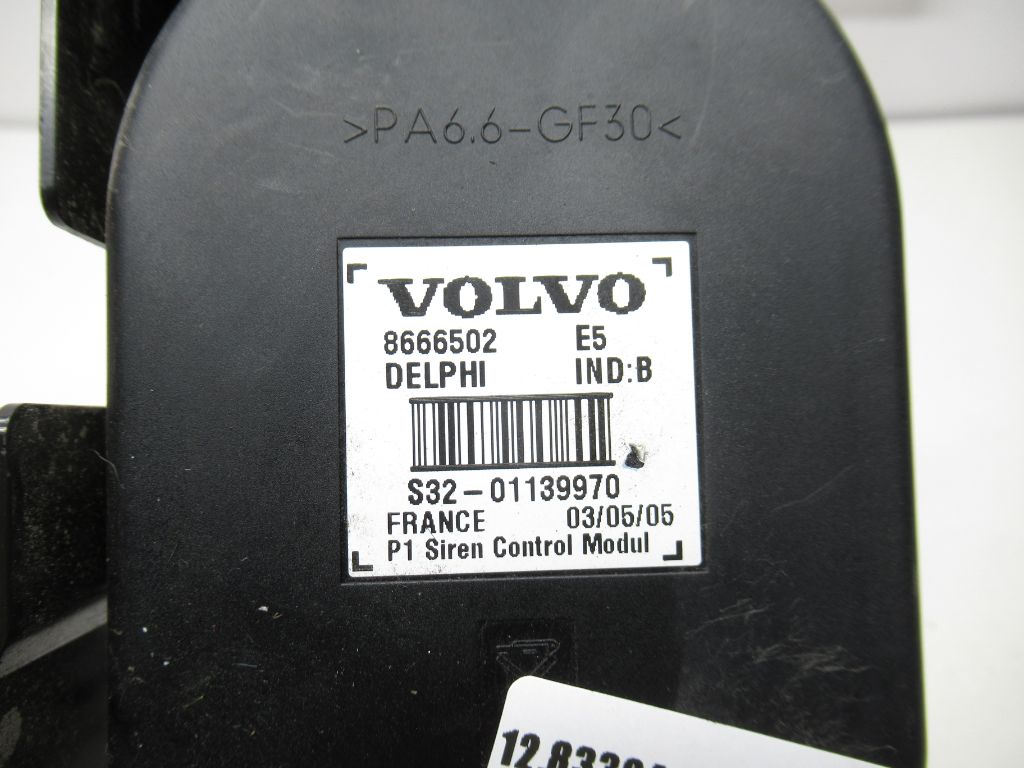 >PA6.6-GF30<
VOLVO
8666502 E5
DELPHI IND:B
S32-01139970
FRANCE 03/05/05
P1 Siren Control Modul